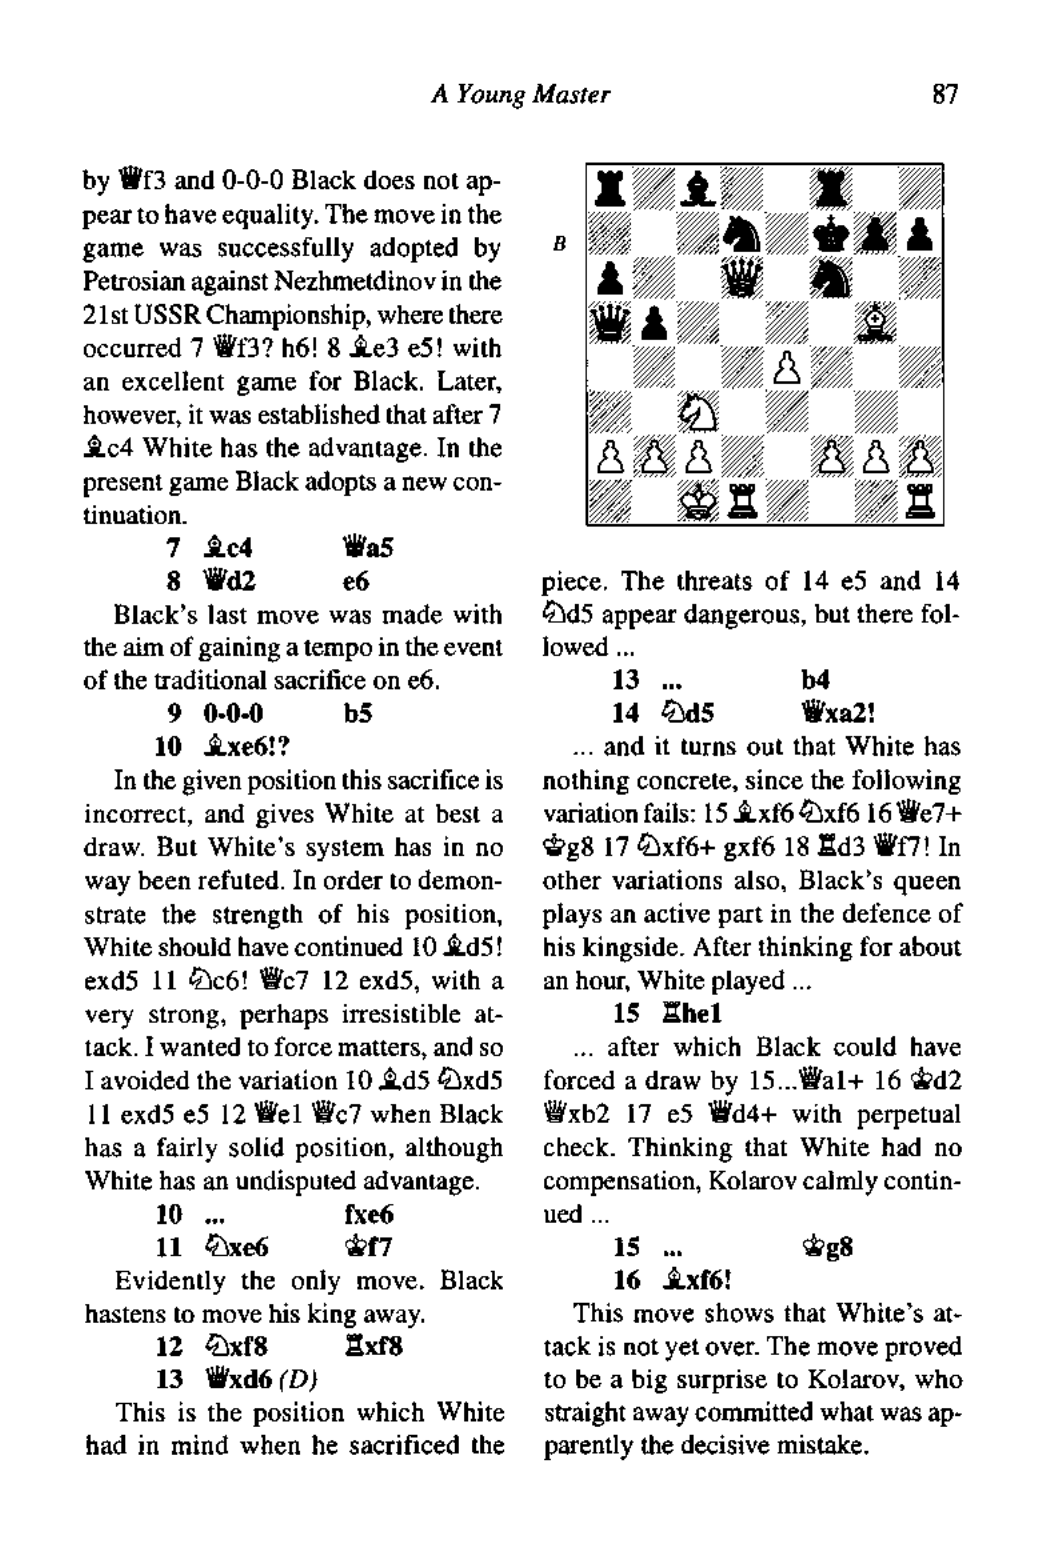 A Young Master 87
by ♕f3 and 0-0-0 Black does not ap-
pear to have equality. The move in the
game was successfully adopted by
Petrosian against Nezhmetdinov in the
21st USSR Championship, where there
occurred 7 ♕f3? h6! 8 ♗e3 e5! with
an excellent game for Black. Later,
however, it was established that after 7
♗c4 White has the advantage. In the
present game Black adopts a new con-
tinuation.
7 ♗c4 ♕a5
8 ♕d2 e6
Black's last move was made with
the aim of gaining a tempo in the event
of the traditional sacrifice on e6.
9 0-0-0 b5
10 ♗xe6!?
In the given position this sacrifice is
incorrect, and gives White at best a
draw. But White's system has in no
way been refuted. In order to demon-
strate the strength of his position,
White should have continued 10 ♗d5!
exd5 11 ♘c6! ♕c7 12 exd5, with a
very strong, perhaps irresistible at-
tack. I wanted to force matters, and so
I avoided the variation 10 ♗d5 ♘xd5
11 exd5 e5 12 ♕e1 ♕c7 when Black
has a fairly solid position, although
White has an undisputed advantage.
10 ... fxe6
11 ♘xe6 ♔f7
Evidently the only move. Black
hastens to move his king away.
12 ♘xf8 ♖xf8
13 ♕xd6 (D)
This is the position which White
had in mind when he sacrificed the
B
piece. The threats of 14 e5 and 14
♘d5 appear dangerous, but there fol-
lowed ...
13 ... b4
14 ♘d5 ♕xa2!
... and it turns out that White has
nothing concrete, since the following
variation fails: 15 ♗xf6 ♘xf6 16 ♕e7+
♔g8 17 ♘xf6+ gxf6 18 ♖d3 ♕f7! In
other variations also, Black's queen
plays an active part in the defence of
his kingside. After thinking for about
an hour, White played ...
15 ♖he1
... after which Black could have
forced a draw by 15...♕a1+ 16 ♔d2
♕xb2 17 e5 ♕d4+ with perpetual
check. Thinking that White had no
compensation, Kolarov calmly contin-
ued ...
15 ... ♔g8
16 ♗xf6!
This move shows that White's at-
tack is not yet over. The move proved
to be a big surprise to Kolarov, who
straight away committed what was ap-
parently the decisive mistake.